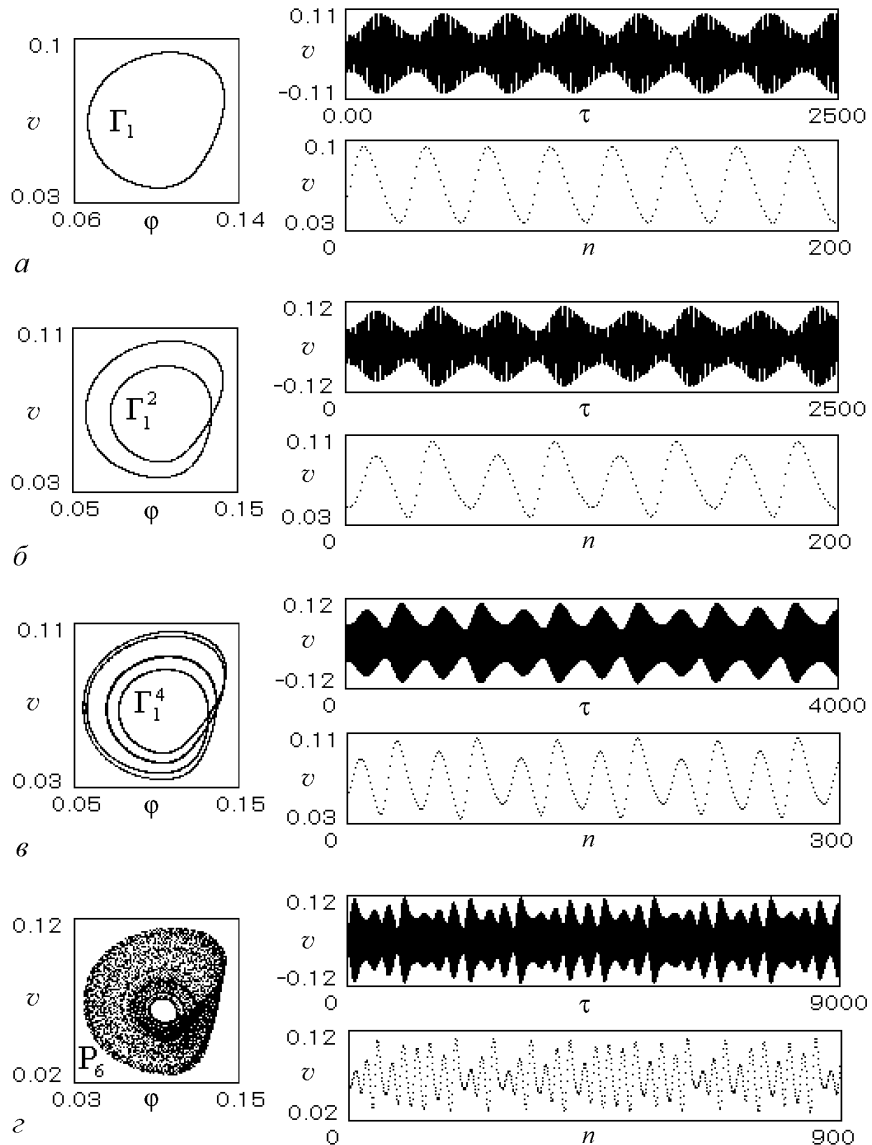 0.1
v
0.03
Γ₁
0.06 φ 0.14
0.11
v
-0.11
0.00 τ 2500
0.1
v
0.03
0 n 200
а
0.11
v
0.03
Γ₁²
0.05 φ 0.15
0.12
v
-0.12
0 τ 2500
0.11
v
0.03
0 n 200
б
0.11
v
0.03
Γ₁⁴
0.05 φ 0.15
0.12
v
-0.12
0 τ 4000
0.11
v
0.03
0 n 300
в
0.12
v
0.02
P₆
0.03 φ 0.15
0.12
v
-0.12
0 τ 9000
0.12
v
0.02
0 n 900
г